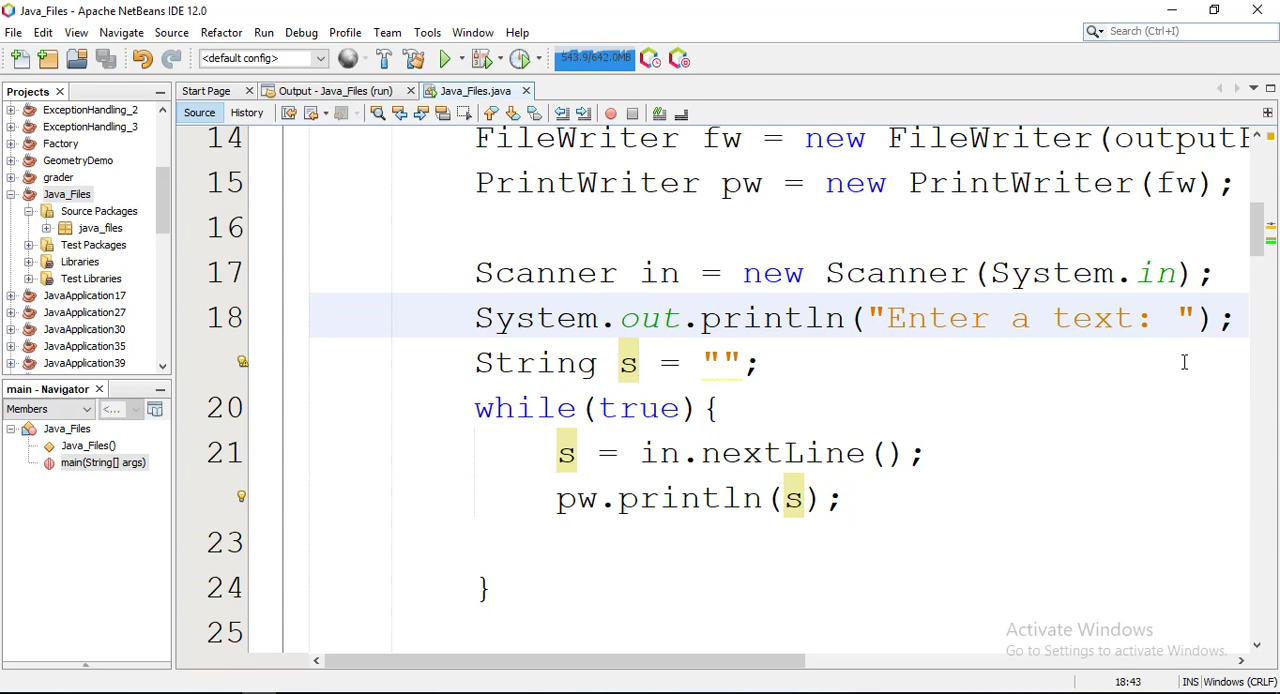 Java_Files - Apache NetBeans IDE 12.0
File Edit View Navigate Source Refactor Run Debug Profile Team Tools Window Help
Search (Ctrl+I)
<default config>
543.9/642.0MB
Projects
Start Page
Output - Java_Files (run)
Java_Files.java
Source History
ExceptionHandling_2
ExceptionHandling_3
Factory
GeometryDemo
grader
Java_Files
Source Packages
java_files
Test Packages
Libraries
Test Libraries
JavaApplication17
JavaApplication27
JavaApplication30
JavaApplication35
JavaApplication39
main - Navigator
Members
<...
Java_Files
Java_Files()
main(String[] args)
14 FileWriter fw = new FileWriter(output
15 PrintWriter pw = new PrintWriter(fw);
16
17 Scanner in = new Scanner(System.in);
18 System.out.println("Enter a text: ");
String s = "";
20 while(true){
21 s = in.nextLine();
pw.println(s);
23
24 }
25
Activate Windows
Go to Settings to activate Windows.
18:43 INS Windows (CRLF)